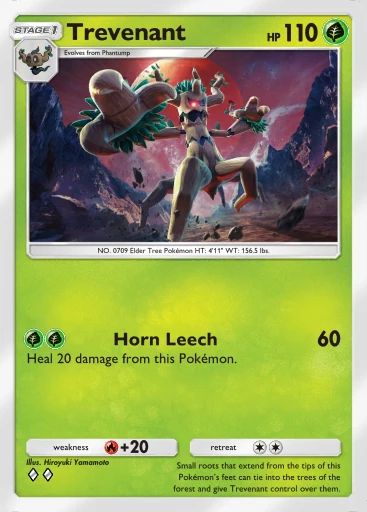 STAGE 1
Trevenant
HP 110
Evolves from Phantump
NO. 0709 Elder Tree Pokémon HT: 4'11" WT: 156.5 lbs.
Horn Leech 60
Heal 20 damage from this Pokémon.
weakness +20 retreat
Illus. Hiroyuki Yamamoto
Small roots that extend from the tips of this
Pokémon's feet can tie into the trees of the
forest and give Trevenant control over them.